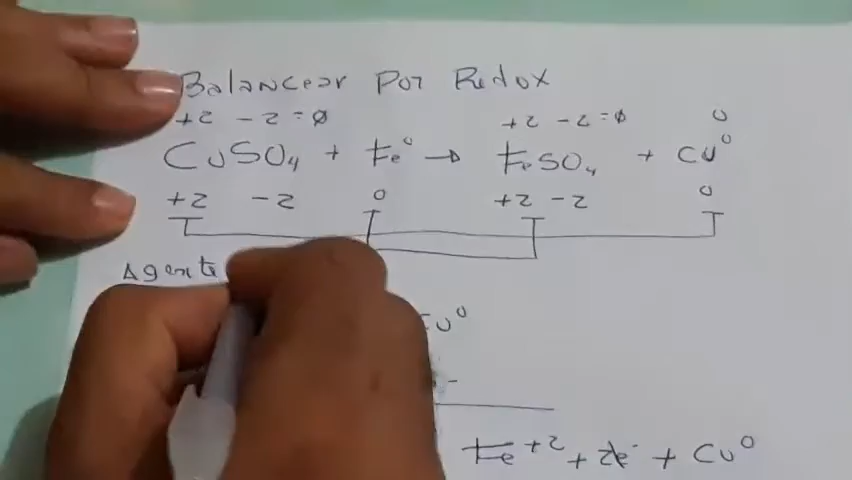 Balancear Por Redox
+2 -2 = 0 +2 -2 = 0 0
CuSO4 + Fe⁰ → FeSO4 + Cu⁰
+2 -2 0 +2 -2 0
Agente
Cu⁰
-
Fe⁺² + 2e⁻ + Cu⁰